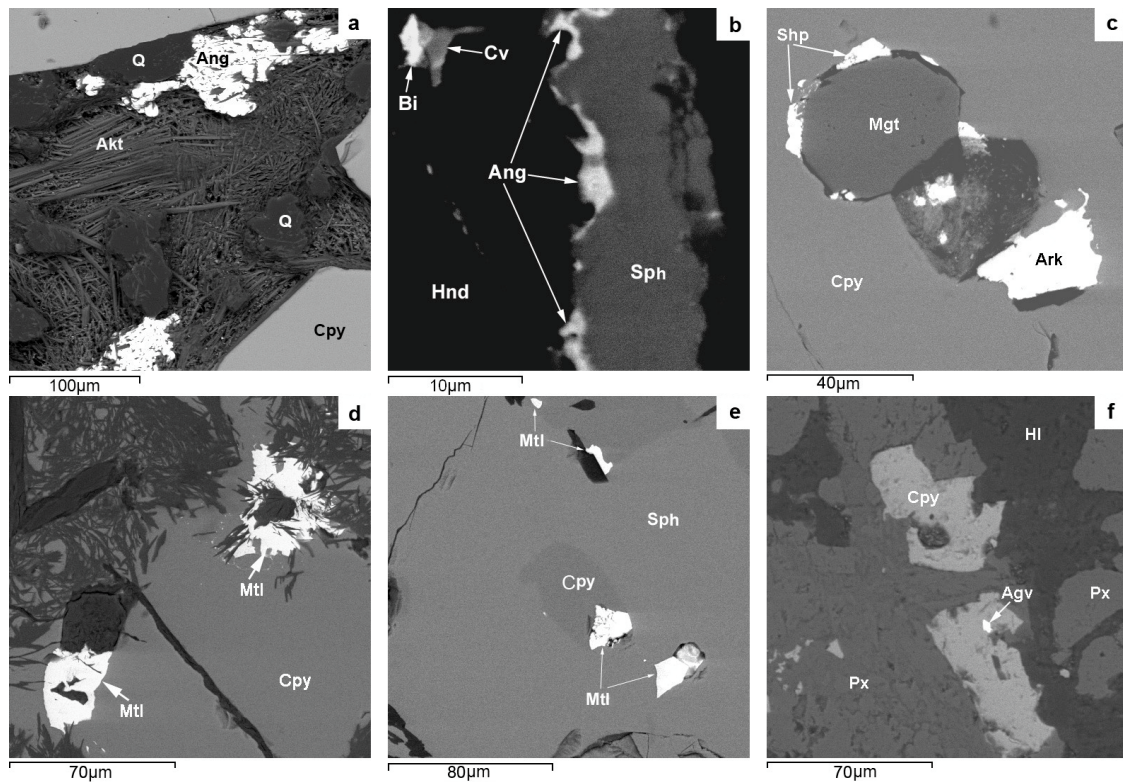 a
Q
Ang
Akt
Q
Cpy
100µm
b
Cv
Bi
Ang
Hnd
Sph
10µm
c
Shp
Mgt
Ark
Cpy
40µm
d
Mtl
Mtl
Cpy
70µm
e
Mtl
Sph
Cpy
Mtl
80µm
f
Hl
Cpy
Agv
Px
Px
70µm